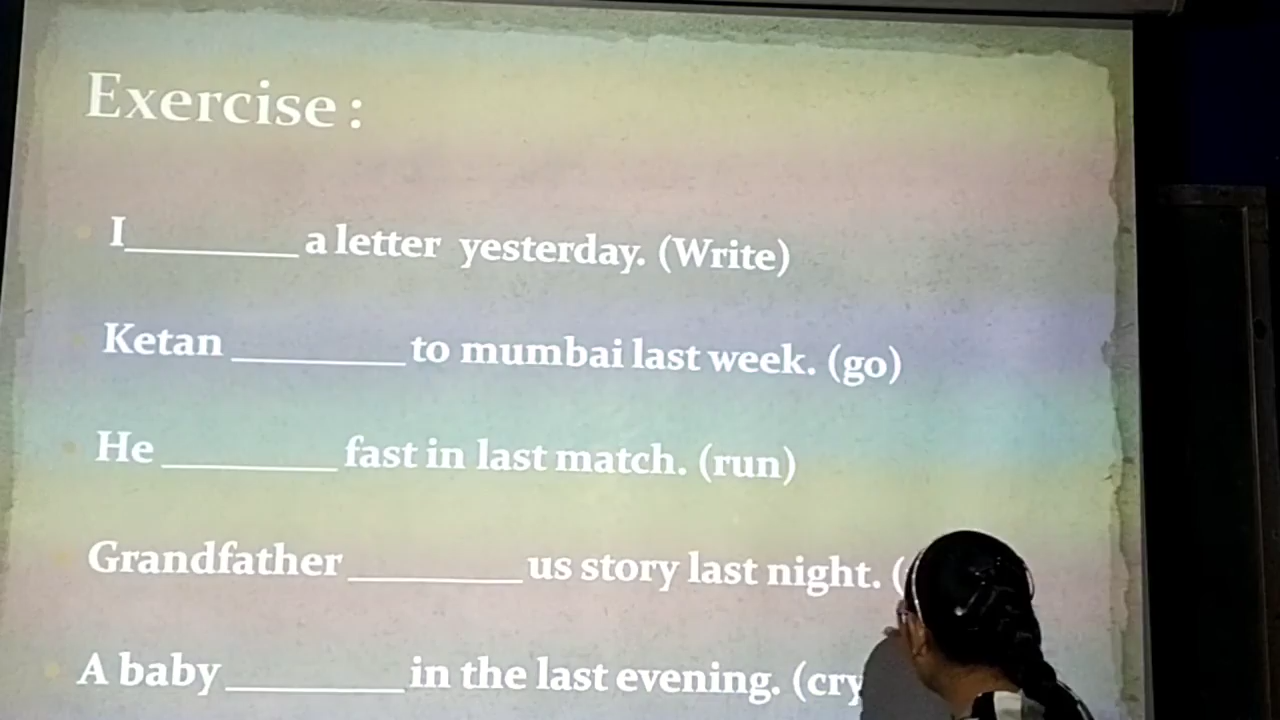 Exercise :
I________ a letter yesterday. (Write)
Ketan ________ to mumbai last week. (go)
He ________ fast in last match. (run)
Grandfather ________ us story last night. (
A baby ________ in the last evening. (cry